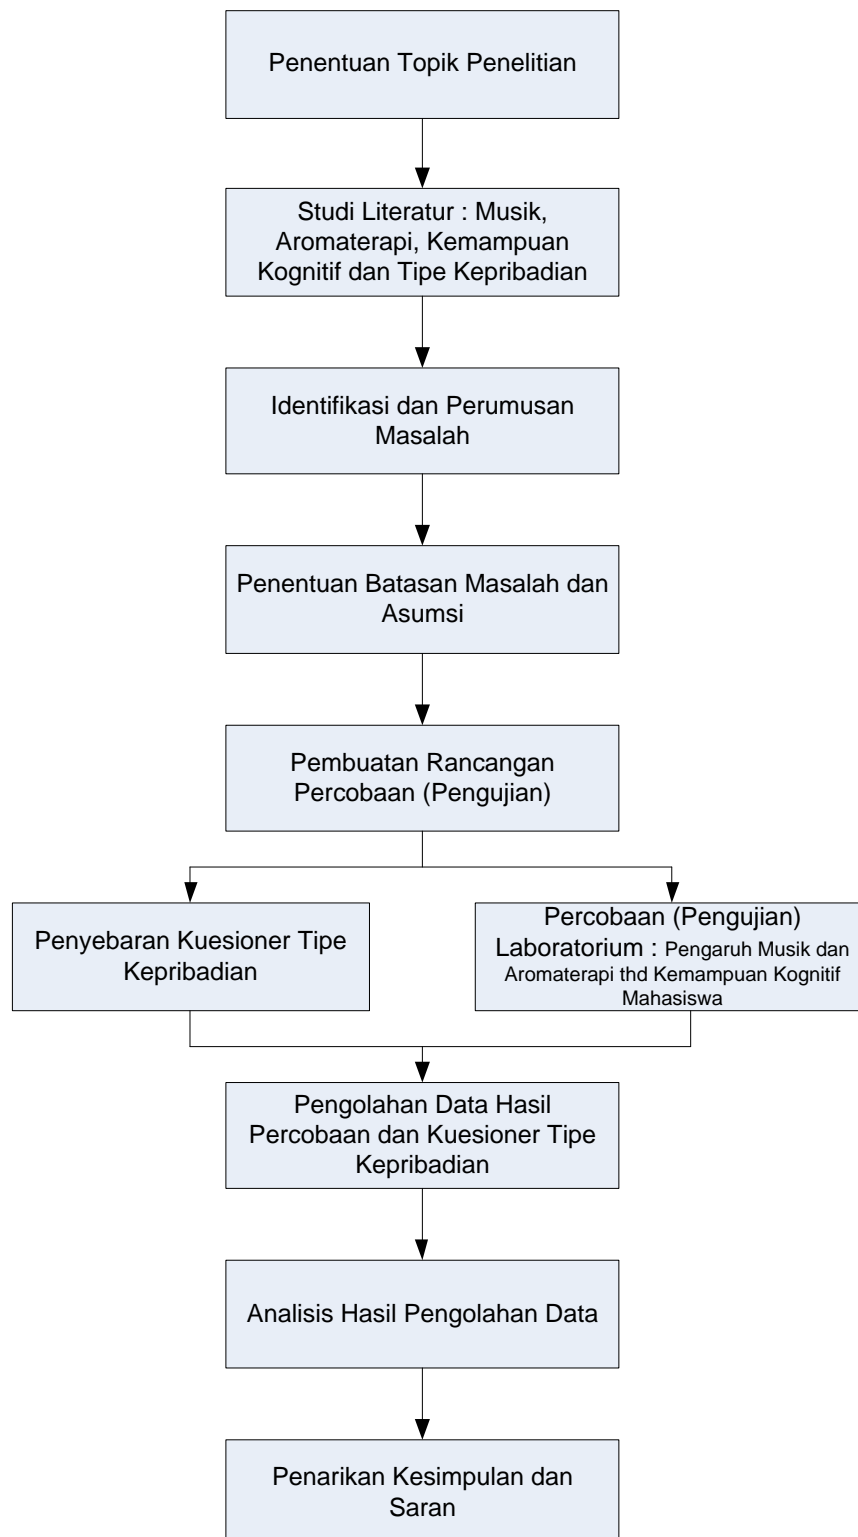 Penentuan Topik Penelitian
Studi Literatur : Musik,
Aromaterapi, Kemampuan
Kognitif dan Tipe Kepribadian
Identifikasi dan Perumusan
Masalah
Penentuan Batasan Masalah dan
Asumsi
Pembuatan Rancangan
Percobaan (Pengujian)
Penyebaran Kuesioner Tipe
Kepribadian
Percobaan (Pengujian)
Laboratorium : Pengaruh Musik dan
Aromaterapi thd Kemampuan Kognitif
Mahasiswa
Pengolahan Data Hasil
Percobaan dan Kuesioner Tipe
Kepribadian
Analisis Hasil Pengolahan Data
Penarikan Kesimpulan dan
Saran